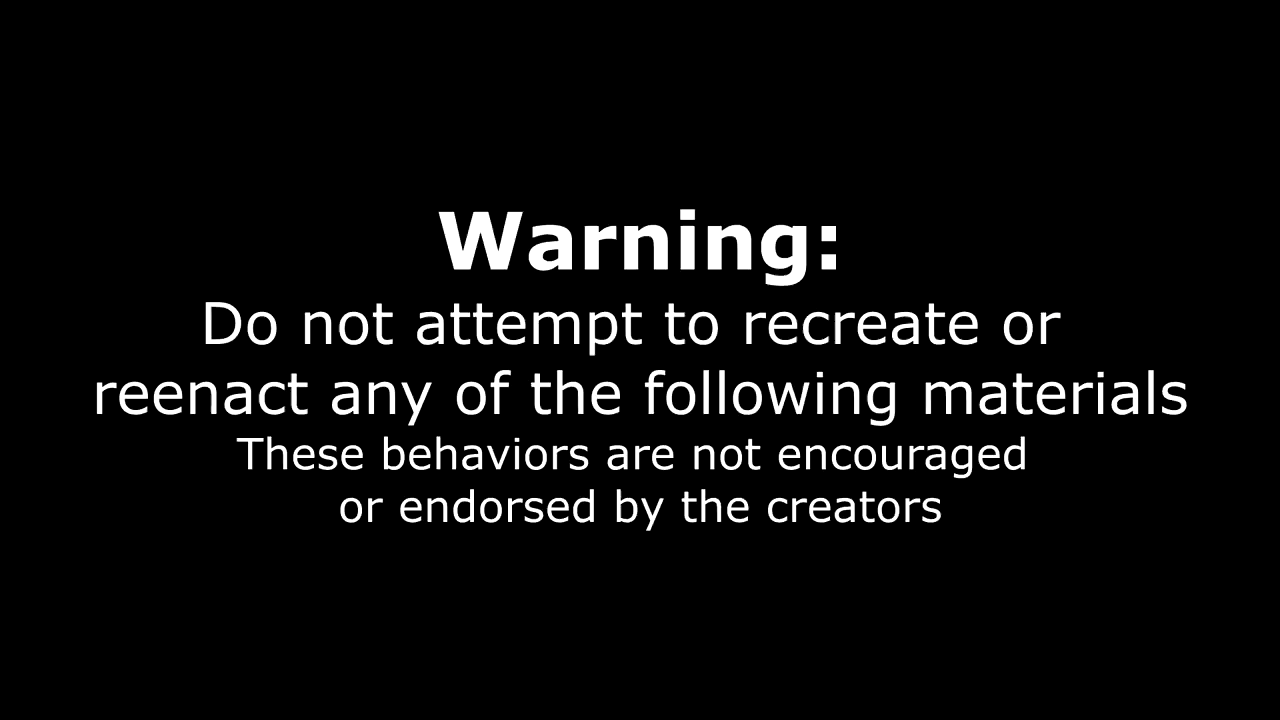 Warning:
Do not attempt to recreate or
reenact any of the following materials
These behaviors are not encouraged
or endorsed by the creators